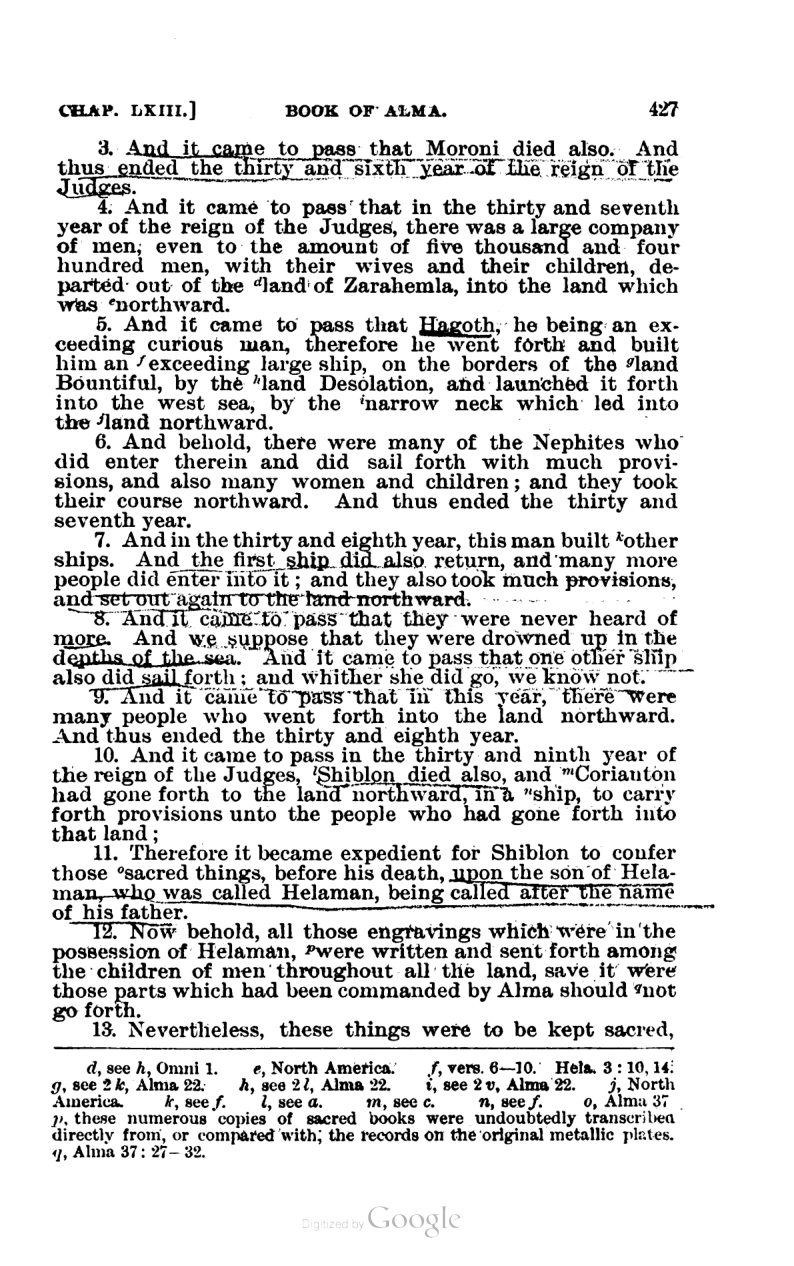 CHAP. LXIII.] BOOK OF ALMA. 427
3. And it came to pass that Moroni died also. And
thus ended the thirty and sixth year of the reign of the
Judges.
4. And it came to pass that in the thirty and seventh
year of the reign of the Judges, there was a large company
of men, even to the amount of five thousand and four
hundred men, with their wives and their children, de-
parted out of the dland of Zarahemla, into the land which
was enorthward.
5. And it came to pass that Hagoth, he being an ex-
ceeding curious man, therefore he went forth and built
him an fexceeding large ship, on the borders of the gland
Bountiful, by the hland Desolation, and launched it forth
into the west sea, by the inarrow neck which led into
the jland northward.
6. And behold, there were many of the Nephites who
did enter therein and did sail forth with much provi-
sions, and also many women and children; and they took
their course northward. And thus ended the thirty and
seventh year.
7. And in the thirty and eighth year, this man built kother
ships. And the first ship did also return, and many more
people did enter into it; and they also took much provisions,
and set out again to the land northward.
8. And it came to pass that they were never heard of
more. And we suppose that they were drowned up in the
depths of the sea. And it came to pass that one other ship
also did sail forth; and whither she did go, we know not.
9. And it came to pass that in this year, there were
many people who went forth into the land northward.
And thus ended the thirty and eighth year.
10. And it came to pass in the thirty and ninth year of
the reign of the Judges, lShiblon died also, and mCorianton
had gone forth to the land northward, in a nship, to carry
forth provisions unto the people who had gone forth into
that land;
11. Therefore it became expedient for Shiblon to confer
those osacred things, before his death, upon the son of Hela-
man, who was called Helaman, being called after the name
of his father.
12. Now behold, all those engravings which were in the
possession of Helaman, pwere written and sent forth among
the children of men throughout all the land, save it were
those parts which had been commanded by Alma should qnot
go forth.
13. Nevertheless, these things were to be kept sacred,
d, see h, Omni 1. e, North America. f, vers. 6—10. Hela. 3:10, 14.
g, see 2 k, Alma 22. h, see 2 l, Alma 22. i, see 2 v, Alma 22. j, North
America. k, see f. l, see a. m, see c. n, see f. o, Alma 37
p, these numerous copies of sacred books were undoubtedly transcribed
directly from, or compared with, the records on the original metallic plates.
q, Alma 37: 27–32.
Digitized by Google